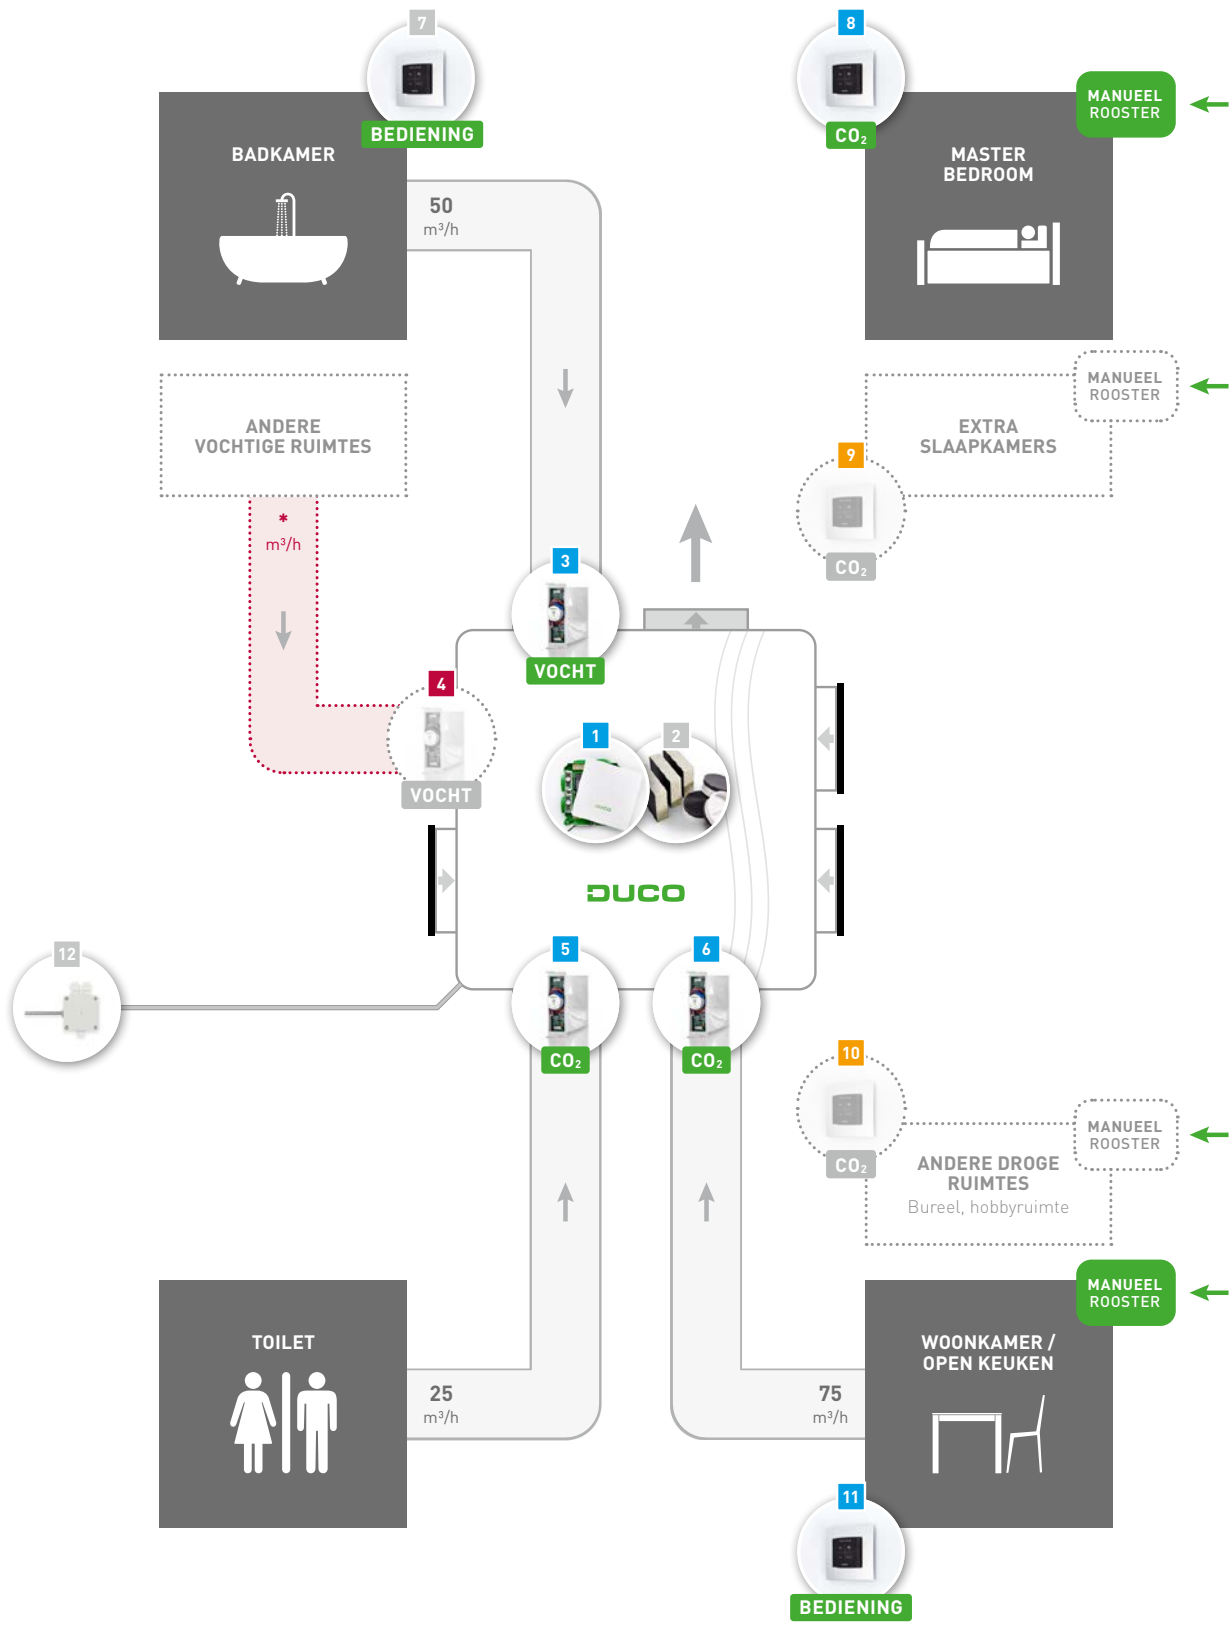 7
BEDIENING
BADKAMER
50
m³/h
8
CO₂
MANUEEL
ROOSTER
MASTER
BEDROOM
ANDERE
VOCHTIGE RUIMTES
*
m³/h
MANUEEL
ROOSTER
EXTRA
SLAAPKAMERS
9
CO₂
3
VOCHT
4
VOCHT
1
2
DUCO
5
CO₂
6
CO₂
12
10
CO₂
MANUEEL
ROOSTER
ANDERE DROGE
RUIMTES
Bureel, hobbyruimte
TOILET
25
m³/h
75
m³/h
MANUEEL
ROOSTER
WOONKAMER /
OPEN KEUKEN
11
BEDIENING